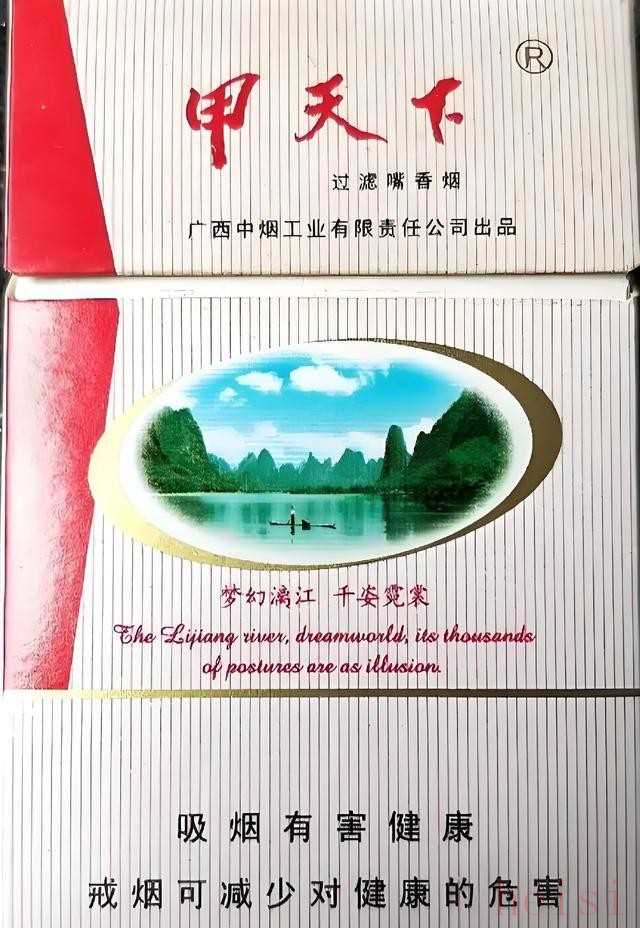 甲天下®
过滤嘴香烟
广西中烟工业有限责任公司出品
梦幻漓江 千姿霓裳
The Lijiang river, dreamworld, its thousands
of postures are as illusion.
吸烟有害健康
戒烟可减少对健康的危害